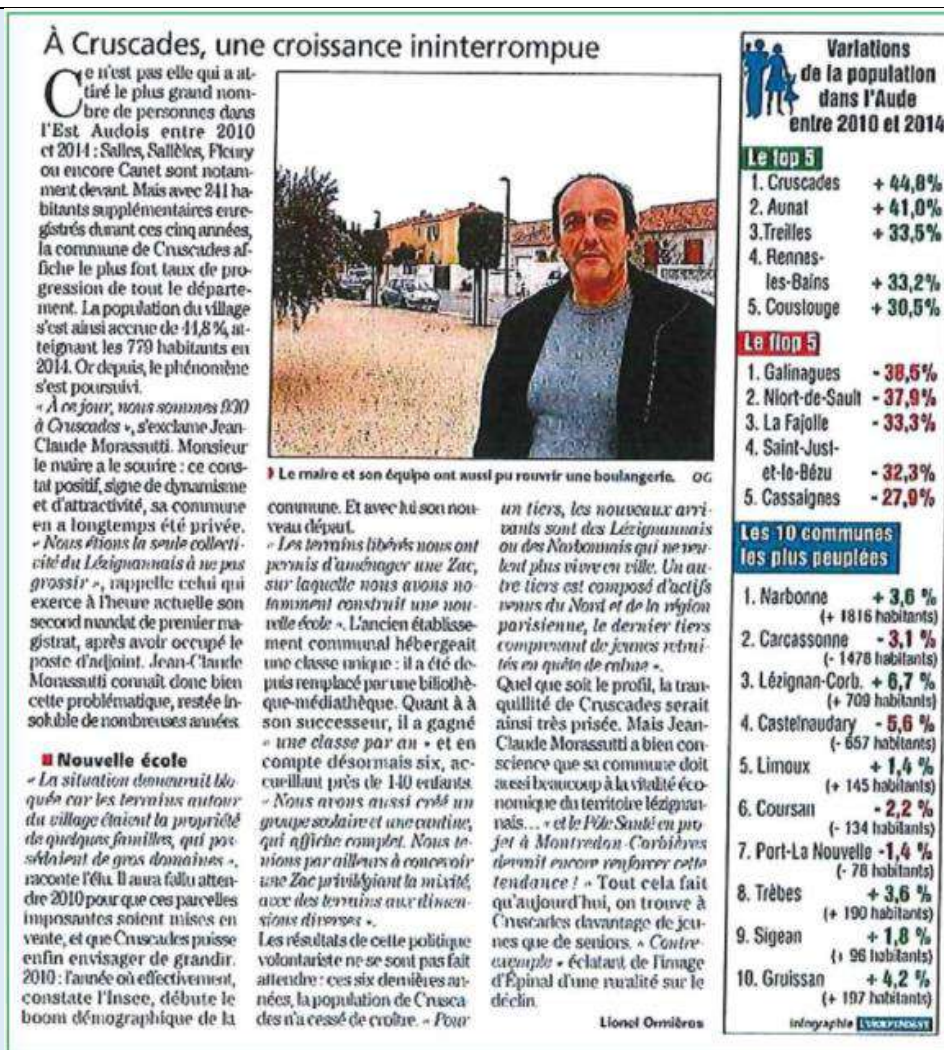 À Cruscades, une croissance ininterrompue
Ce n'est pas elle qui a at-
tiré le plus grand nom-
bre de personnes dans
l'Est Audois entre 2010
et 2014 : Salles, Sallèles, Fleury
ou encore Canet sont notam-
ment devant. Mais avec 241 ha-
bitants supplémentaires enre-
gistrés durant ces cinq années,
la commune de Cruscades af-
fiche le plus fort taux de pro-
gression de tout le départe-
ment. La population du village
s'est ainsi accrue de 44,8 %, at-
teignant les 779 habitants en
2014. Or depuis, le phénomène
s'est poursuivi.
« À ce jour, nous sommes 930
à Cruscades », s'exclame Jean-
Claude Morassutti. Monsieur
le maire a le sourire : ce cons-
tat positif, signe de dynamisme
et d'attractivité, sa commune
en a longtemps été privée.
« Nous étions la seule collecti-
vité du Lézignannais à ne pas
grossir », rappelle celui qui
exerce à l'heure actuelle son
second mandat de premier ma-
gistrat, après avoir occupé le
poste d'adjoint. Jean-Claude
Morassutti connaît donc bien
cette problématique, restée in-
soluble de nombreuses années.
Nouvelle école
« La situation demeurait blo-
quée car les terrains autour
du village étaient la propriété
de quelques familles, qui pos-
sédaient de gros domaines »,
raconte l'élu. Il aura fallu atten-
dre 2010 pour que ces parcelles
imposantes soient mises en
vente, et que Cruscades puisse
enfin envisager de grandir.
2010 : l'année où effectivement,
constate l'Insee, débute le
boom démographique de la
Le maire et son équipe ont aussi pu rouvrir une boulangerie. OG
commune. Et avec lui son nou-
veau départ.
« Les terrains libérés nous ont
permis d'aménager une Zac,
sur laquelle nous avons no-
tamment construit une nou-
velle école ». L'ancien établisse-
ment communal hébergeait
une classe unique : il a été de-
puis remplacé par une bibliothè-
que-médiathèque. Quant à à
son successeur, il a gagné
« une classe par an » et en
compte désormais six, ac-
cueillant près de 140 enfants.
« Nous avons aussi créé un
groupe scolaire et une cantine,
qui affiche complet. Nous te-
nions par ailleurs à concevoir
une Zac privilégiant la mixité,
avec des terrains aux dimen-
sions diverses ».
Les résultats de cette politique
volontariste ne se sont pas fait
attendre : ces six dernières an-
nées, la population de Crusca-
des n'a cessé de croître. « Pour
un tiers, les nouveaux arri-
vants sont des Lézignannais
ou des Narbonnais qui ne veu-
lent plus vivre en ville. Un au-
tre tiers est composé d'actifs
venus du Nord et de la région
parisienne, le dernier tiers
comprenant de jeunes retrai-
tés en quête de calme ».
Quel que soit le profil, la tran-
quillité de Cruscades serait
ainsi très prisée. Mais Jean-
Claude Morassutti a bien con-
science que sa commune doit
aussi beaucoup à la vitalité éco-
nomique du territoire lézignan-
nais… « et le Pôle Santé en pro-
jet à Montredon-Corbières
devrait encore renforcer cette
tendance ! » Tout cela fait
qu'aujourd'hui, on trouve à
Cruscades davantage de jeu-
nes que de seniors. « Contre-
exemple » éclatant de l'image
d'Épinal d'une ruralité sur le
déclin.
Lionel Ormières
Variations
de la population
dans l'Aude
entre 2010 et 2014
Le top 5
1. Cruscades + 44,8%
2. Aunat + 41,0%
3.Treilles + 33,5%
4. Rennes-
les-Bains + 33,2%
5. Couslouge + 30,5%
Le flop 5
1. Galinagues - 38,5 %
2. Niort-de-Sault - 37,9%
3. La Fajolle - 33,3%
4. Saint-Just-
et-le-Bézu - 32,3%
5. Cassaignes - 27,9%
Les 10 communes
les plus peuplées
1. Narbonne + 3,6 %
(+ 1816 habitants)
2. Carcassonne - 3,1 %
(- 1478 habitants)
3. Lézignan-Corb. + 6,7 %
(+ 709 habitants)
4. Castelnaudary - 5,6 %
(- 657 habitants)
5. Limoux + 1,4 %
(+ 145 habitants)
6. Coursan - 2,2 %
(- 134 habitants)
7. Port-La Nouvelle -1,4 %
(- 78 habitants)
8. Trèbes + 3,6 %
(+ 190 habitants)
9. Sigean + 1,8 %
(+ 96 habitants)
10. Gruissan + 4,2 %
(+ 197 habitants)
infographie L'INDEPENDANT